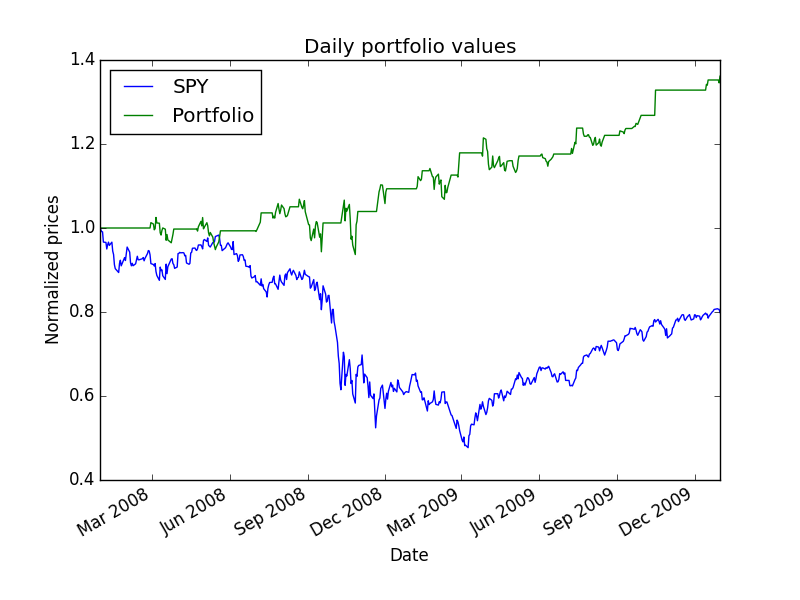 Daily portfolio values
SPY
Portfolio
Normalized prices
1.4
1.2
1.0
0.8
0.6
0.4
Mar 2008
Jun 2008
Sep 2008
Dec 2008
Mar 2009
Jun 2009
Sep 2009
Dec 2009
Date